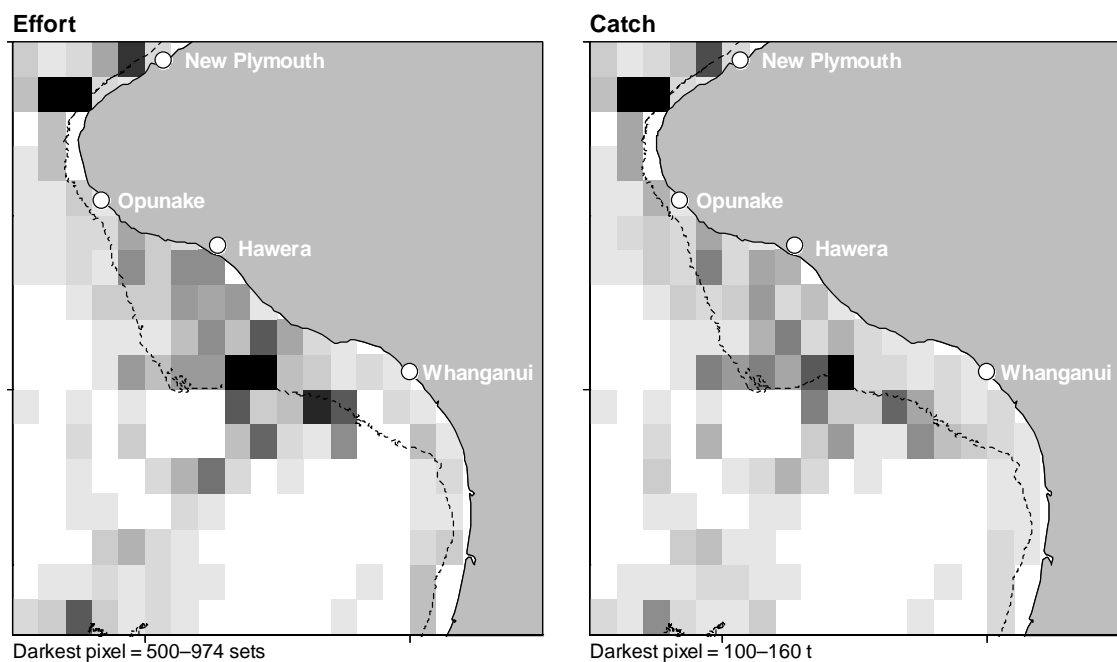 Effort
New Plymouth
Opunake
Hawera
Whanganui
Darkest pixel = 500–974 sets
Catch
New Plymouth
Opunake
Hawera
Whanganui
Darkest pixel = 100–160 t